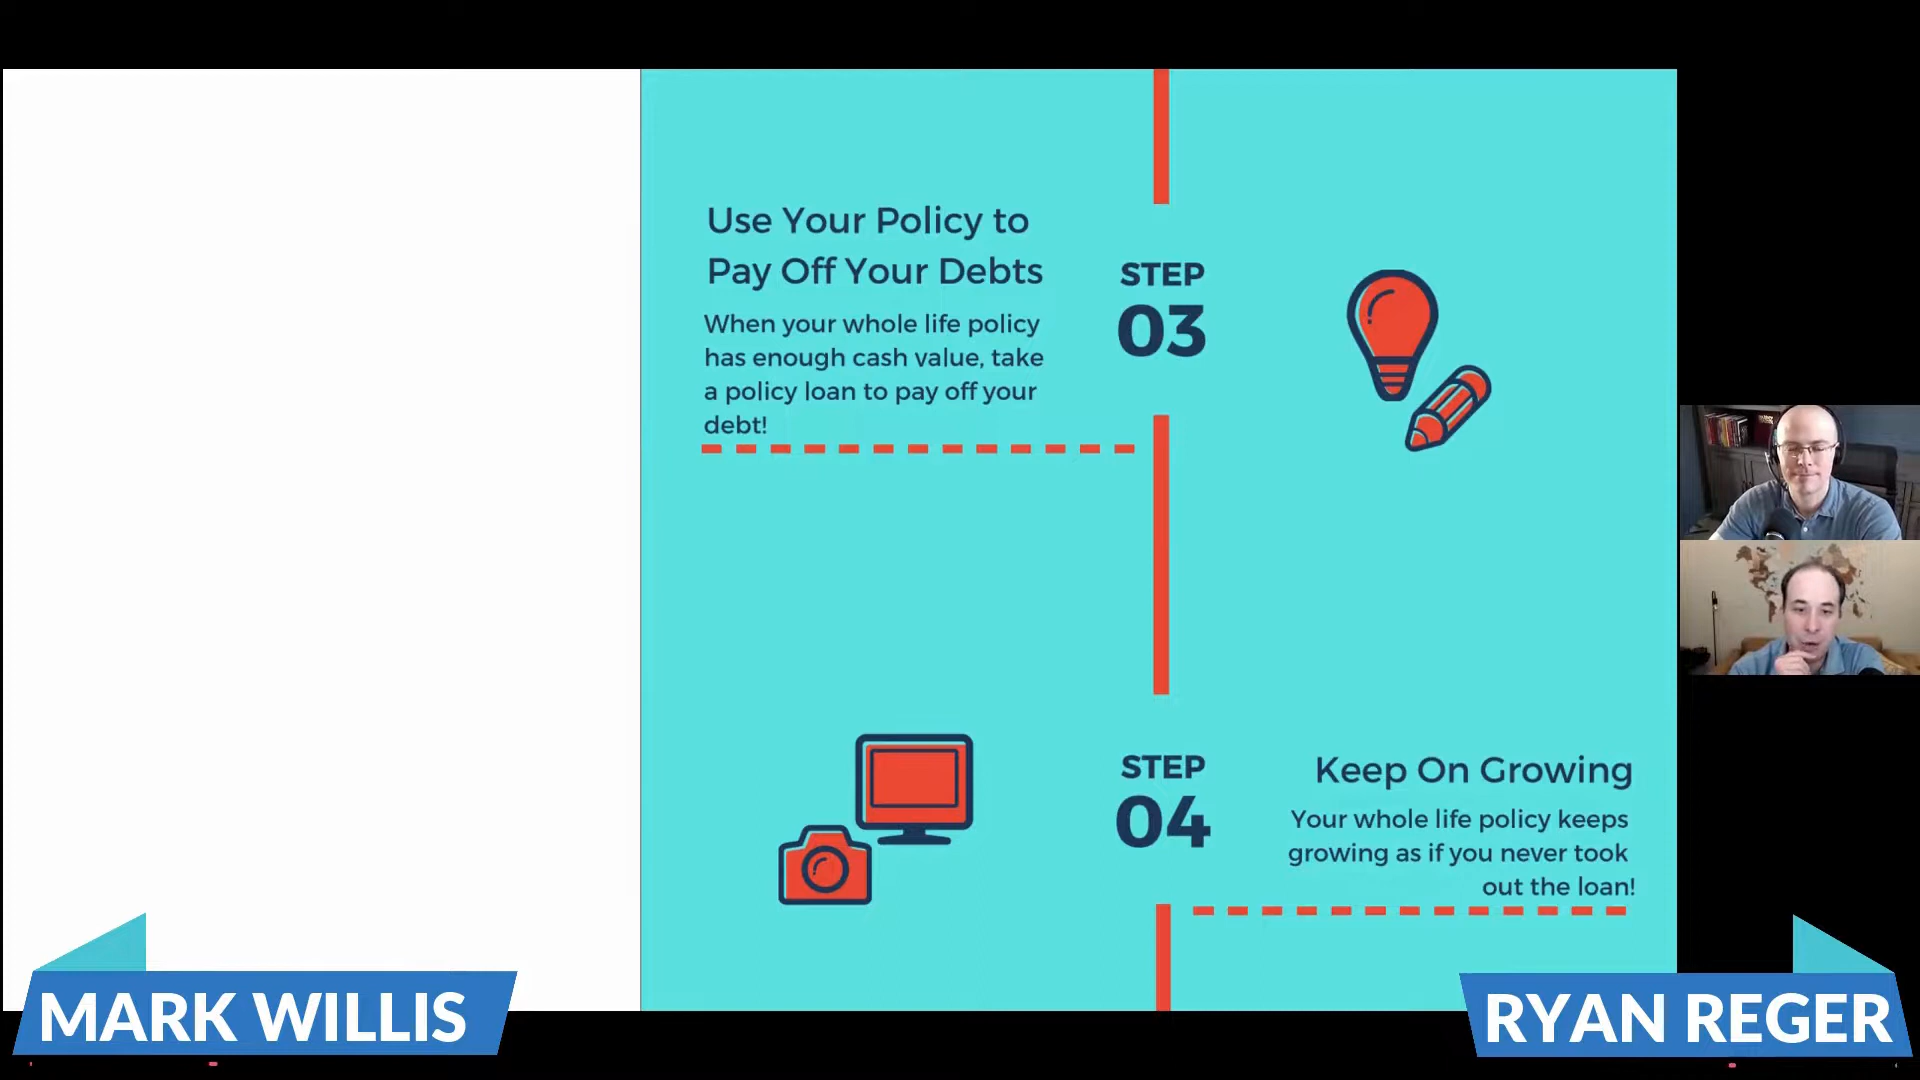 Use Your Policy to
Pay Off Your Debts
When your whole life policy
has enough cash value, take
a policy loan to pay off your
debt!
STEP
03
STEP
04
Keep On Growing
Your whole life policy keeps
growing as if you never took
out the loan!
MARK WILLIS
RYAN REGER